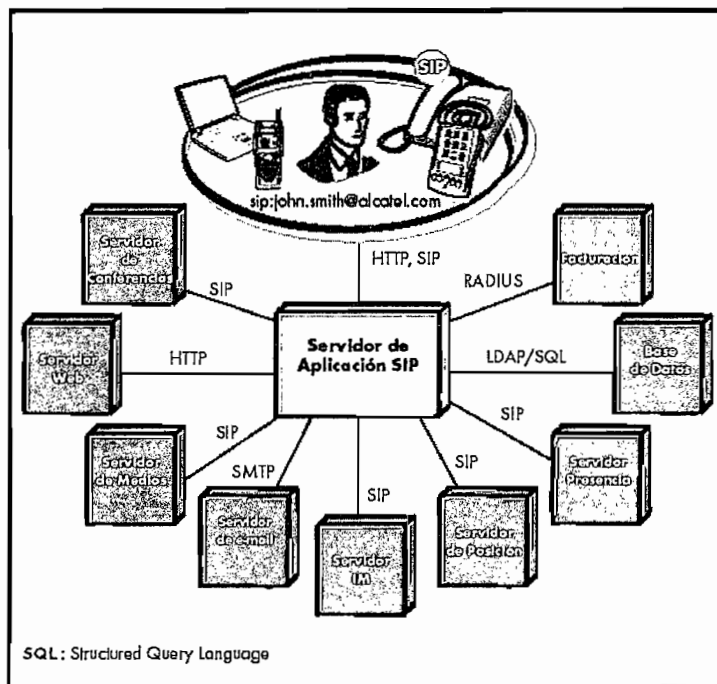 SIP
sip:john.smith@alcatel.com
Servidor
de
Conferencias
HTTP, SIP
Facturación
SIP
RADIUS
Servidor de
Aplicación SIP
Servidor
Web
HTTP
LDAP/SQL
Base
de Datos
SIP
SIP
Servidor
de Medios
SMTP
SIP
SIP
Servidor
Presencia
Servidor
de e-mail
Servidor
IM
Servidor
de Posición
SQL: Structured Query Language